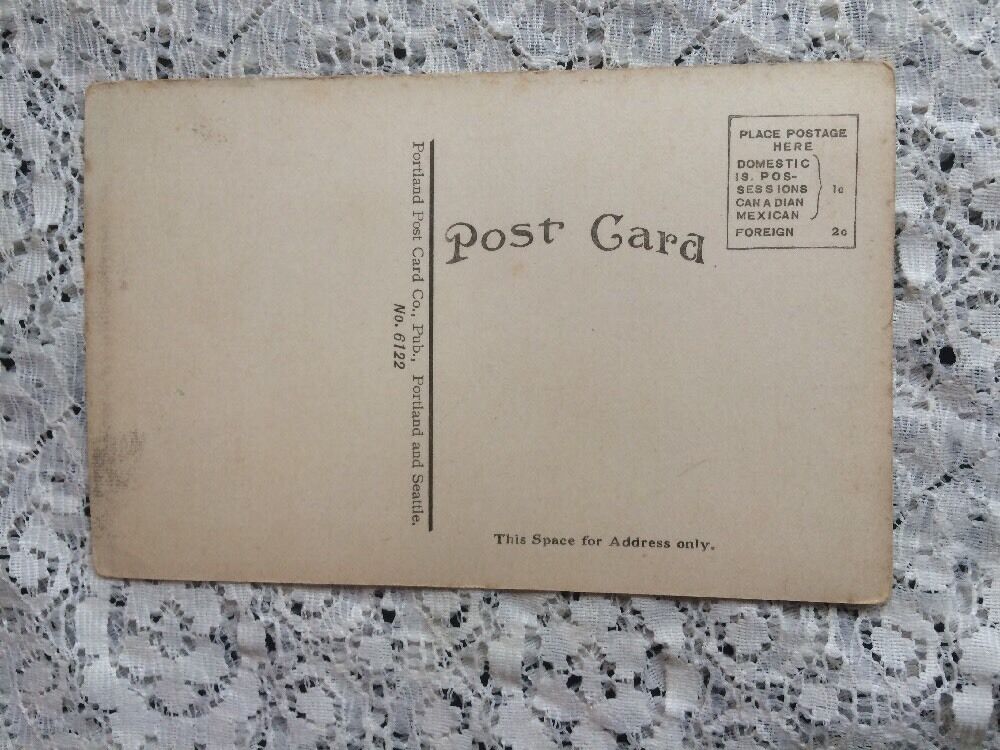 Portland Post Card Co., Pub., Portland and Seattle.
No. 6122
Post Card
PLACE POSTAGE
HERE
DOMESTIC
IS. POS-
SESSIONS 1c
CANADIAN
MEXICAN
FOREIGN 2c
This Space for Address only.